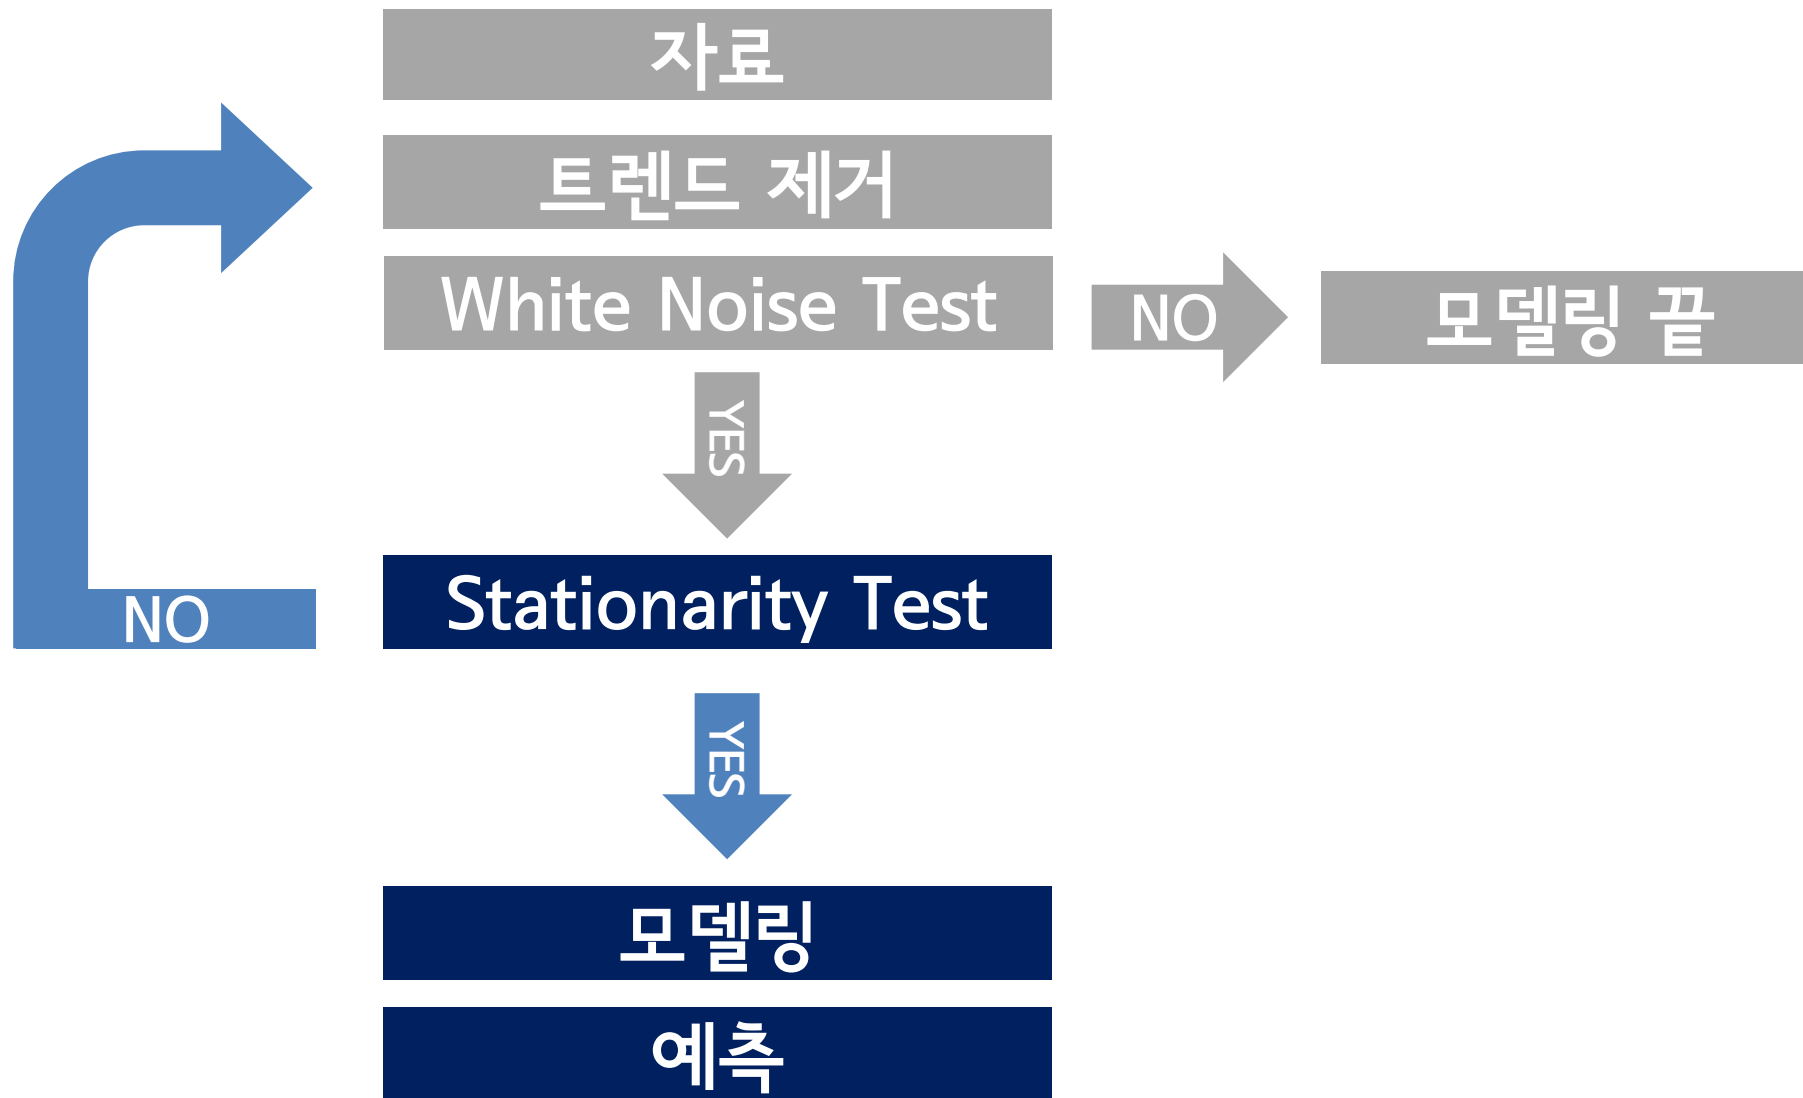 자료
트렌드 제거
White Noise Test
NO
모델링 끝
YES
NO
Stationarity Test
YES
모델링
예측